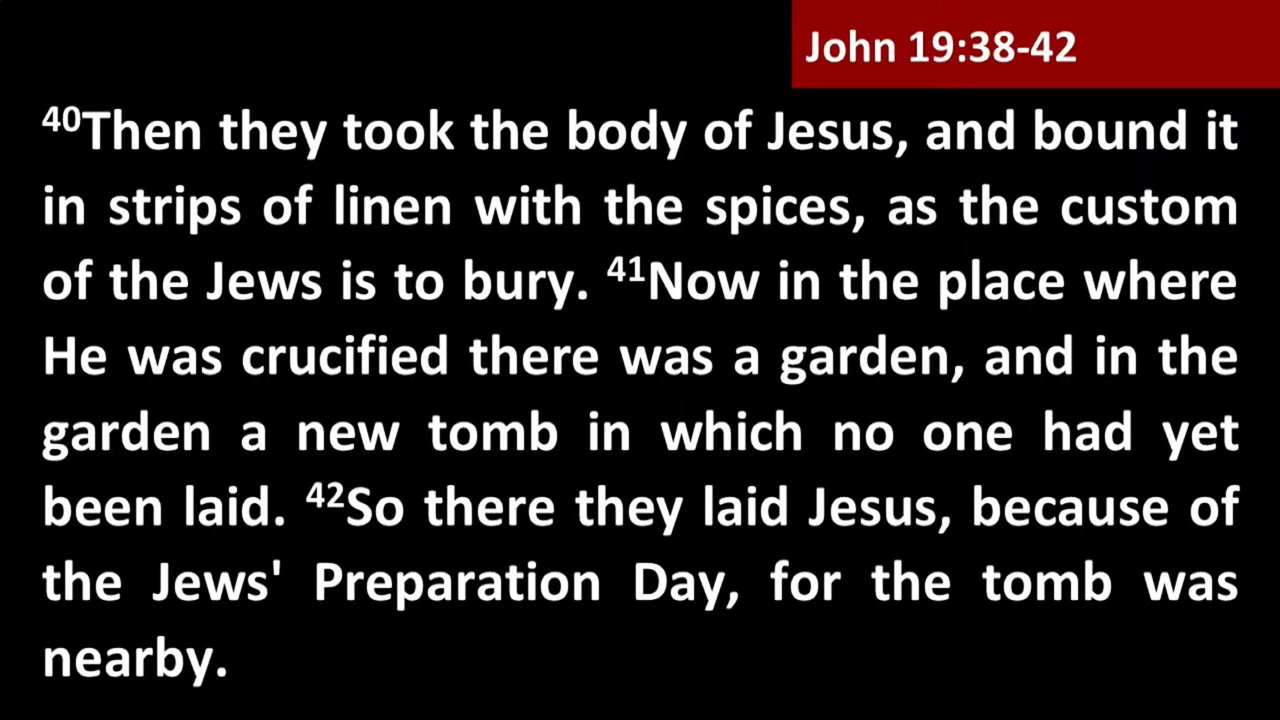 John 19:38-42
⁴⁰Then they took the body of Jesus, and bound it
in strips of linen with the spices, as the custom
of the Jews is to bury. ⁴¹Now in the place where
He was crucified there was a garden, and in the
garden a new tomb in which no one had yet
been laid. ⁴²So there they laid Jesus, because of
the Jews' Preparation Day, for the tomb was
nearby.